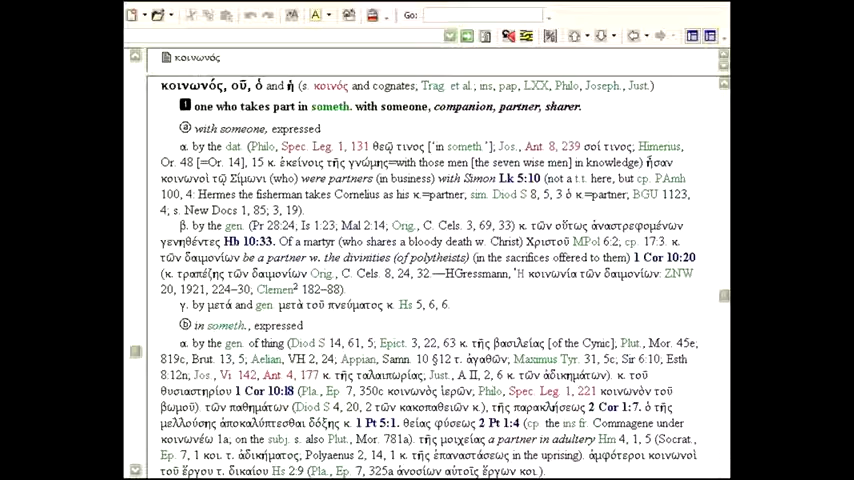 Go:
κοινωνός
κοινωνός, οῦ, ὁ and ἡ (s. κοινός and cognates; Trag. et al.; ins, pap, LXX, Philo, Joseph., Just.)
1 one who takes part in someth. with someone, companion, partner, sharer.
ⓐ with someone, expressed
α. by the dat. (Philo, Spec. Leg. 1, 131 θεῷ τινος [‘in someth.’]; Jos., Ant. 8, 239 σοί τινος; Himerius,
Or. 48 [=Or. 14], 15 κ. ἐκείνοις τῆς γνώμης=with those men [the seven wise men] in knowledge) ἦσαν
κοινωνοὶ τῷ Σίμωνι (who) were partners (in business) with Simon Lk 5:10 (not a t.t. here, but cp. PAmh
100, 4: Hermes the fisherman takes Cornelius as his κ.=partner; sim. Diod S 8, 5, 3 ὁ κ.=partner; BGU 1123,
4; s. New Docs 1, 85; 3, 19).
β. by the gen. (Pr 28:24; Is 1:23; Mal 2:14; Orig., C. Cels. 3, 69, 33) κ. τῶν οὕτως ἀναστρεφομένων
γενηθέντες Hb 10:33. Of a martyr (who shares a bloody death w. Christ) Χριστοῦ MPol 6:2; cp. 17:3. κ.
τῶν δαιμονίων be a partner w. the divinities (of polytheists) (in the sacrifices offered to them) 1 Cor 10:20
(κ. τραπέζης τῶν δαιμονίων Orig., C. Cels. 8, 24, 32.—HGressmann, Ἡ κοινωνία τῶν δαιμονίων: ZNW
20, 1921, 224–30; Clemen² 182–88).
γ. by μετά and gen. μετὰ τοῦ πνεύματος κ. Hs 5, 6, 6.
ⓑ in someth., expressed
α. by the gen. of thing (Diod S 14, 61, 5; Epict. 3, 22, 63 κ. τῆς βασιλείας [of the Cynic]; Plut., Mor. 45e;
819c, Brut. 13, 5; Aelian, VH 2, 24; Appian, Samn. 10 §12 τ. ἀγαθῶν; Maximus Tyr. 31, 5c; Sir 6:10; Esth
8:12n; Jos., Vi. 142, Ant. 4, 177 κ. τῆς ταλαιπωρίας; Just., A II, 2, 6 κ. τῶν ἀδικημάτων). κ. τοῦ
θυσιαστηρίου 1 Cor 10:18 (Pla., Ep. 7, 350c κοινωνὸς ἱερῶν; Philo, Spec. Leg. 1, 221 κοινωνὸν τοῦ
βωμοῦ). τῶν παθημάτων (Diod S 4, 20, 2 τῶν κακοπαθειῶν κ.), τῆς παρακλήσεως 2 Cor 1:7. ὁ τῆς
μελλούσης ἀποκαλύπτεσθαι δόξης κ. 1 Pt 5:1. θείας φύσεως 2 Pt 1:4 (cp. the ins fr. Commagene under
κοινωνέω 1a; on the subj. s. also Plut., Mor. 781a). τῆς μοιχείας a partner in adultery Hm 4, 1, 5 (Socrat.,
Ep. 7, 1 κοι. τ. ἀδικήματος; Polyaenus 2, 14, 1 κ. τῆς ἐπαναστάσεως in the uprising). ἀμφότεροι κοινωνοὶ
τοῦ ἔργου τ. δικαίου Hs 2:9 (Pla., Ep. 7, 325a ἀνοσίων αὐτοῖς ἔργων κοι.).